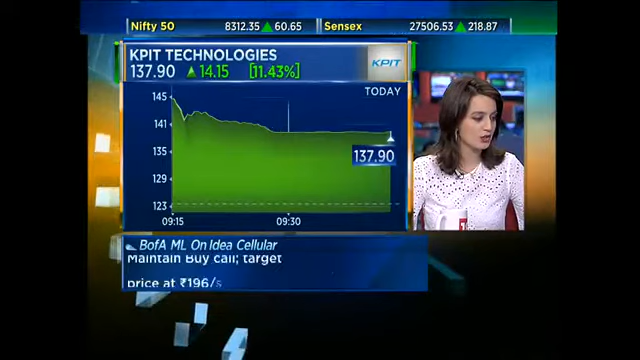 Nifty 50 8312.35 60.65 Sensex 27506.53 218.87
KPIT TECHNOLOGIES
137.90 14.15 [11.43%]
KPIT
TODAY
145
141
135
129
123
137.90
09:15 09:30
BofA ML On Idea Cellular
Maintain Buy call; target
price at ₹196/s